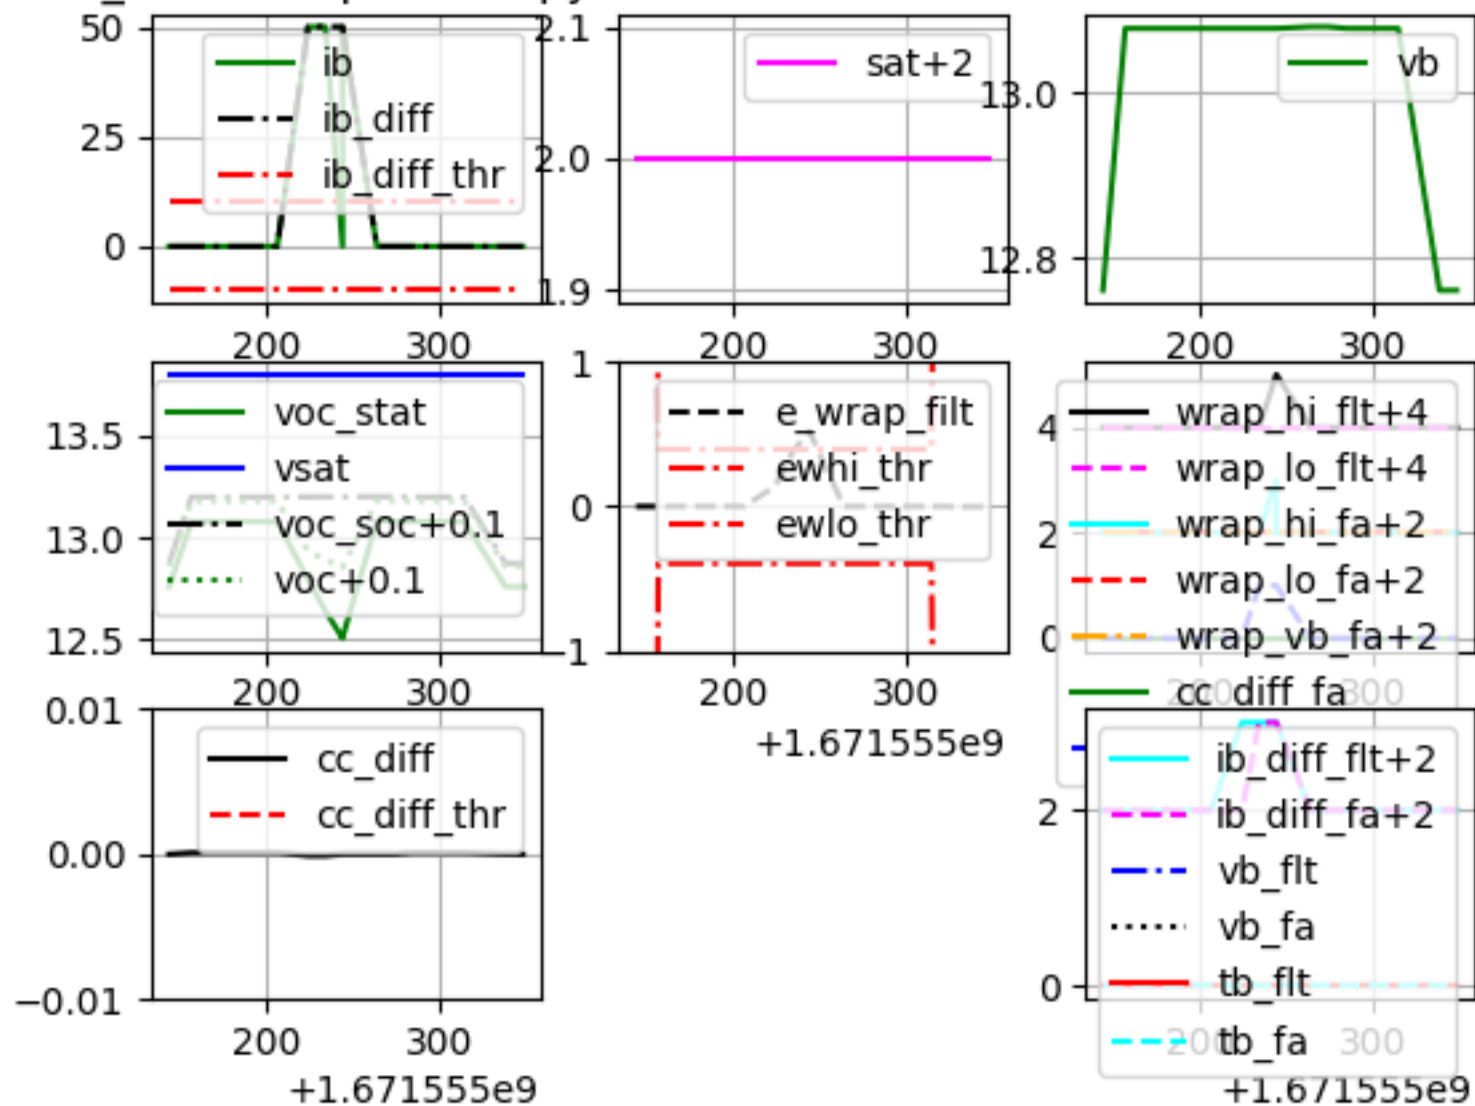 50
25
0
ib
ib_diff
ib_diff_thr
200
300
2.1
2.0
1.9
sat+2
200
300
13.0
12.8
vb
200
300
13.5
13.0
12.5
voc_stat
vsat
voc_soc+0.1
voc+0.1
200
300
1
0
−1
e_wrap_filt
ewhi_thr
ewlo_thr
200
300
+1.671555e9
4
2
0
wrap_hi_flt+4
wrap_lo_flt+4
wrap_hi_fa+2
wrap_lo_fa+2
wrap_vb_fa+2
cc_diff_fa
200
300
0.01
0.00
−0.01
cc_diff
cc_diff_thr
200
300
+1.671555e9
2
0
ib_diff_flt+2
ib_diff_fa+2
vb_flt
vb_fa
tb_flt
tb_fa
200
300
+1.671555e9